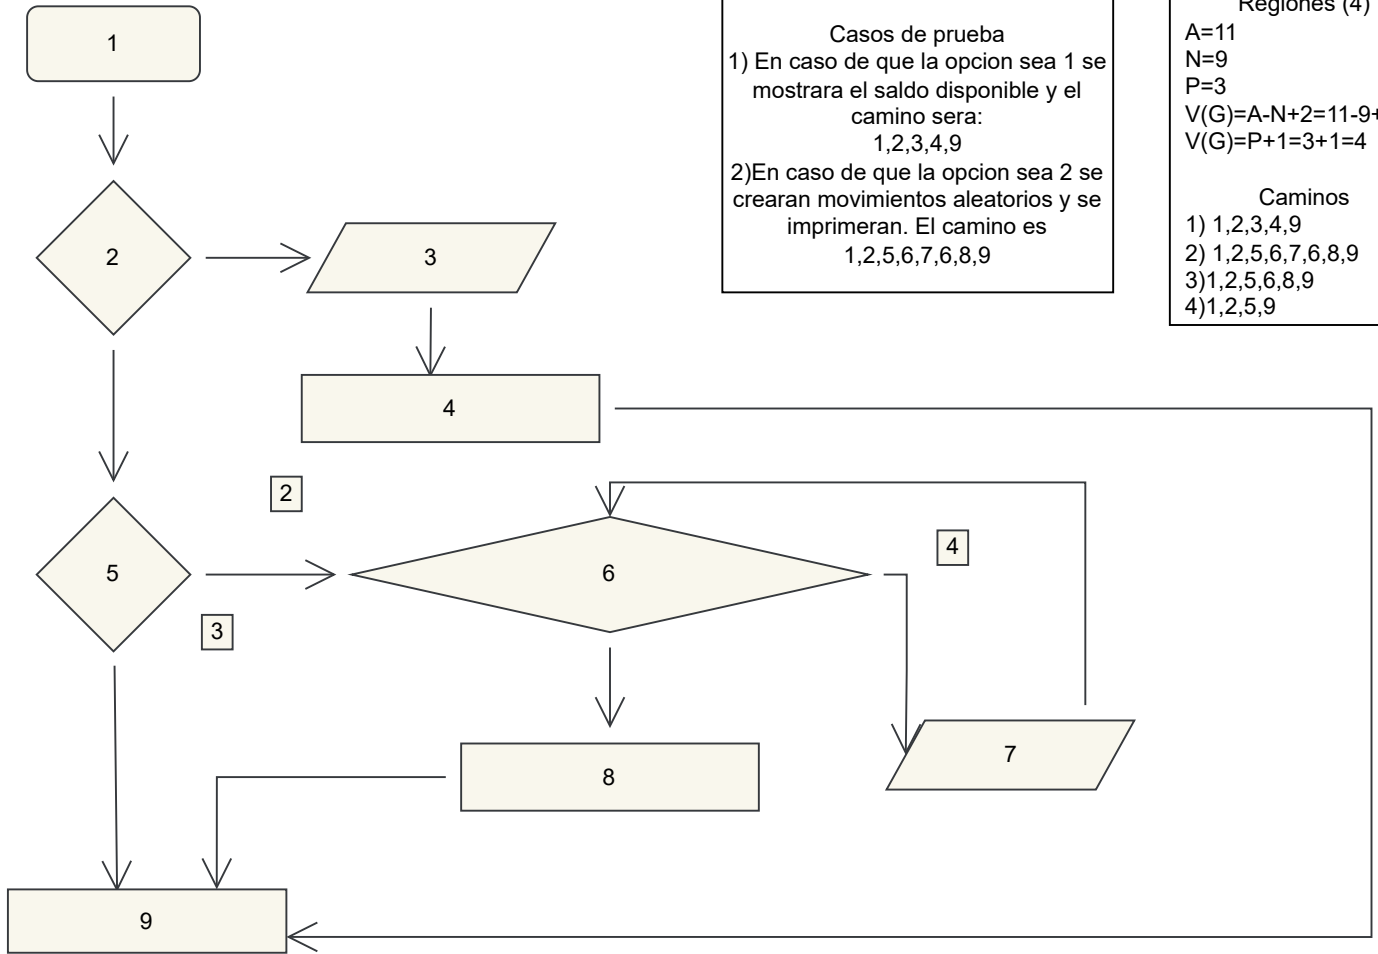 1
2
3
4
2
5
6
4
3
7
8
9
Casos de prueba
1) En caso de que la opcion sea 1 se
mostrara el saldo disponible y el
camino sera:
1,2,3,4,9
2)En caso de que la opcion sea 2 se
crearan movimientos aleatorios y se
imprimeran. El camino es
1,2,5,6,7,6,8,9
Regiones (4)
A=11
N=9
P=3
V(G)=A-N+2=11-9+
V(G)=P+1=3+1=4
Caminos
1) 1,2,3,4,9
2) 1,2,5,6,7,6,8,9
3)1,2,5,6,8,9
4)1,2,5,9